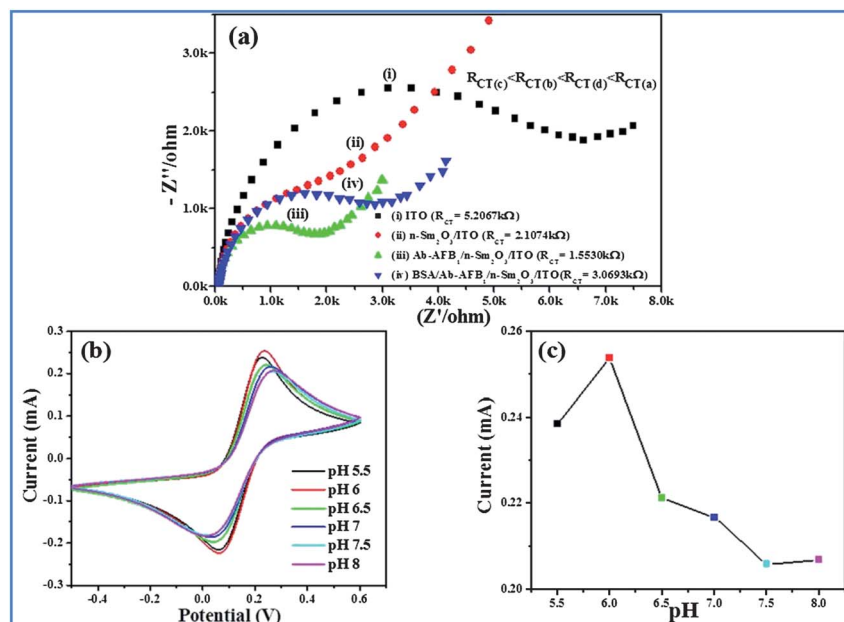 (a)
3.0k
2.0k
1.0k
0.0k
- Z''/ohm
(i)
R_CT(c)<R_CT(b)<R_CT(d)<R_CT(a)
(ii)
(iv)
(iii)
(i) ITO (R_CT= 5.2067kΩ)
(ii) n-Sm₂O₃/ITO (R_CT= 2.1074kΩ)
(iii) Ab-AFB₁/n-Sm₂O₃/ITO (R_CT= 1.5530kΩ)
(iv) BSA/Ab-AFB₁/n-Sm₂O₃/ITO(R_CT= 3.0693kΩ)
0.0k 1.0k 2.0k 3.0k 4.0k 5.0k 6.0k 7.0k 8.0k
(Z'/ohm)
(b)
0.3
0.2
0.1
0.0
-0.1
-0.2
-0.3
Current (mA)
pH 5.5
pH 6
pH 6.5
pH 7
pH 7.5
pH 8
-0.4 -0.2 0.0 0.2 0.4 0.6
Potential (V)
(c)
0.26
0.24
0.22
0.20
Current (mA)
5.5 6.0 6.5 7.0 7.5 8.0
pH